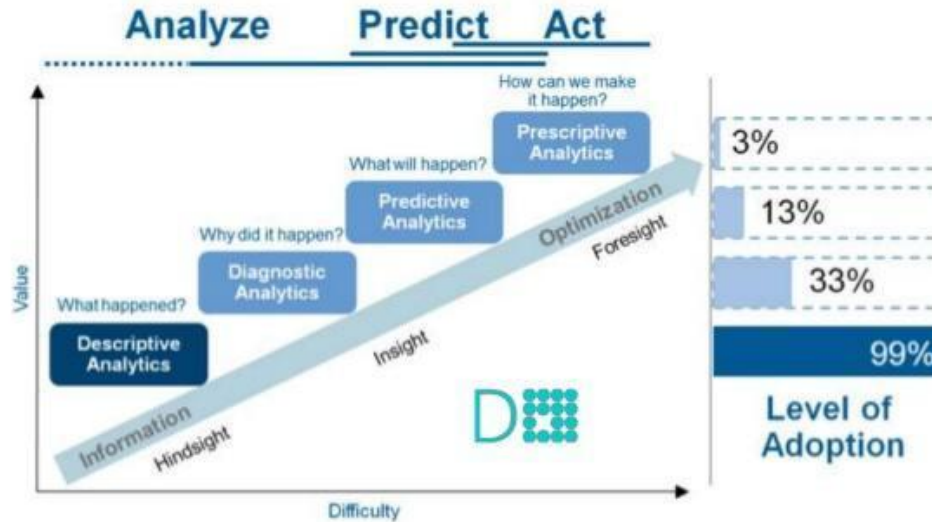 Analyze Predict Act
How can we make
it happen?
Prescriptive
Analytics
3%
What will happen?
Predictive
Analytics
13%
Why did it happen?
Diagnostic
Analytics
33%
What happened?
Descriptive
Analytics
99%
Optimization
Foresight
Insight
Information
Hindsight
Value
Difficulty
Level of
Adoption
D